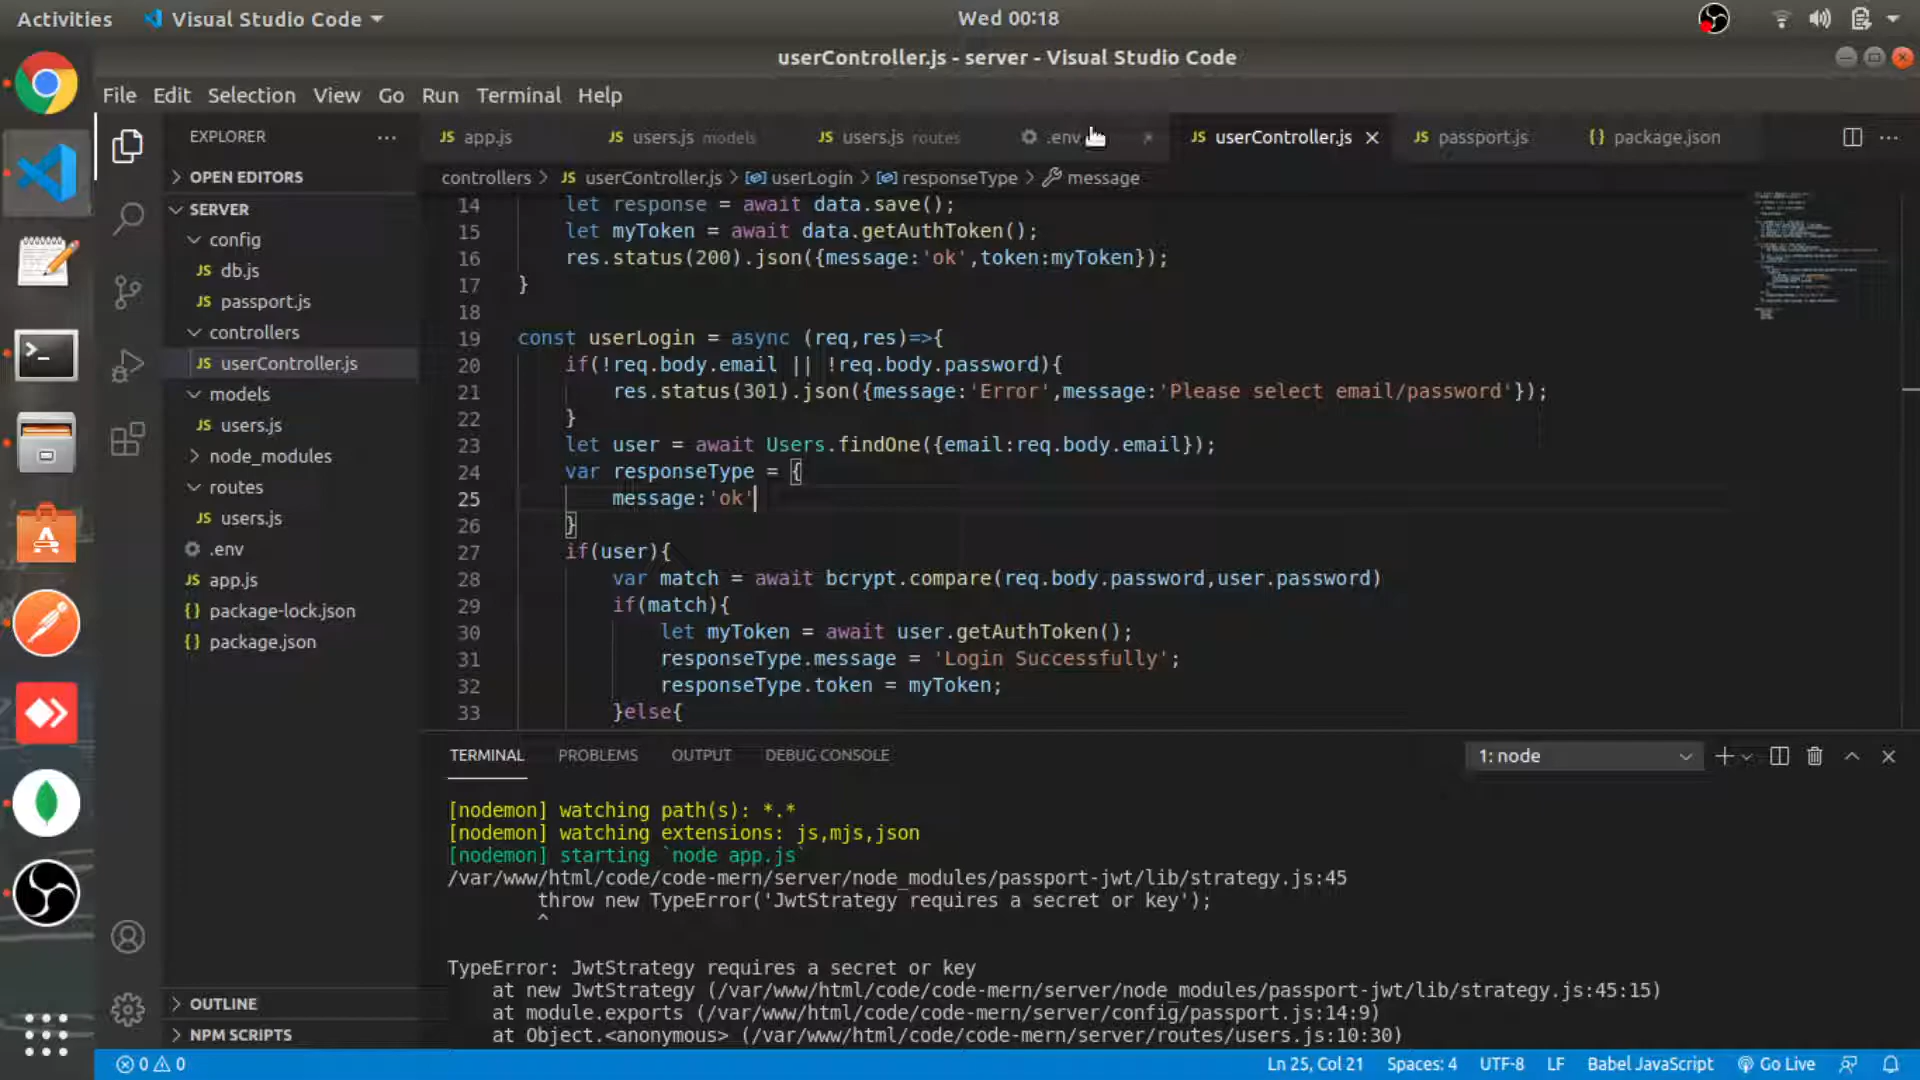 Activities
Visual Studio Code
Wed 00:18
userController.js - server - Visual Studio Code
File Edit Selection View Go Run Terminal Help
EXPLORER
OPEN EDITORS
SERVER
config
JS db.js
JS passport.js
controllers
JS userController.js
models
JS users.js
node_modules
routes
JS users.js
.env
JS app.js
{} package-lock.json
{} package.json
OUTLINE
NPM SCRIPTS
JS app.js
JS users.js models
JS users.js routes
.env
JS userController.js
JS passport.js
{} package.json
controllers > JS userController.js > userLogin > responseType > message
14 let response = await data.save();
15 let myToken = await data.getAuthToken();
16 res.status(200).json({message:'ok',token:myToken});
17 }
18
19 const userLogin = async (req,res)=>{
20 if(!req.body.email || !req.body.password){
21 res.status(301).json({message:'Error',message:'Please select email/password'});
22 }
23 let user = await Users.findOne({email:req.body.email});
24 var responseType = {
25 message:'ok'
26 }
27 if(user){
28 var match = await bcrypt.compare(req.body.password,user.password)
29 if(match){
30 let myToken = await user.getAuthToken();
31 responseType.message = 'Login Successfully';
32 responseType.token = myToken;
33 }else{
TERMINAL PROBLEMS OUTPUT DEBUG CONSOLE
1: node
[nodemon] watching path(s): *.*
[nodemon] watching extensions: js,mjs,json
[nodemon] starting `node app.js`
/var/www/html/code/code-mern/server/node_modules/passport-jwt/lib/strategy.js:45
throw new TypeError('JwtStrategy requires a secret or key');
^
TypeError: JwtStrategy requires a secret or key
at new JwtStrategy (/var/www/html/code/code-mern/server/node_modules/passport-jwt/lib/strategy.js:45:15)
at module.exports (/var/www/html/code/code-mern/server/config/passport.js:14:9)
at Object.<anonymous> (/var/www/html/code/code-mern/server/routes/users.js:10:30)
0 0
Ln 25, Col 21
Spaces: 4
UTF-8
LF
Babel JavaScript
Go Live